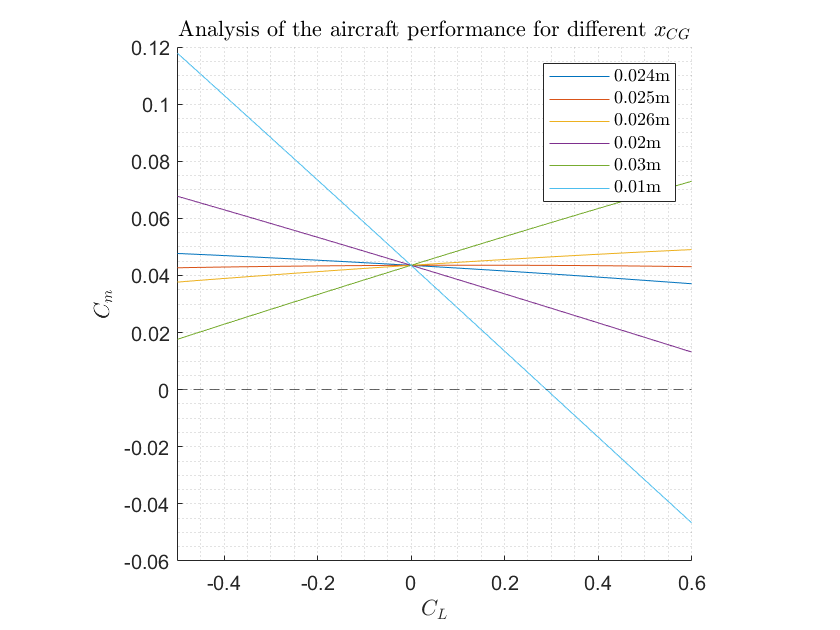 Analysis of the aircraft performance for different x_CG
0.12
0.1
0.08
0.06
0.04
0.02
0
-0.02
-0.04
-0.06
C_m
0.024m
0.025m
0.026m
0.02m
0.03m
0.01m
-0.4 -0.2 0 0.2 0.4 0.6
C_L